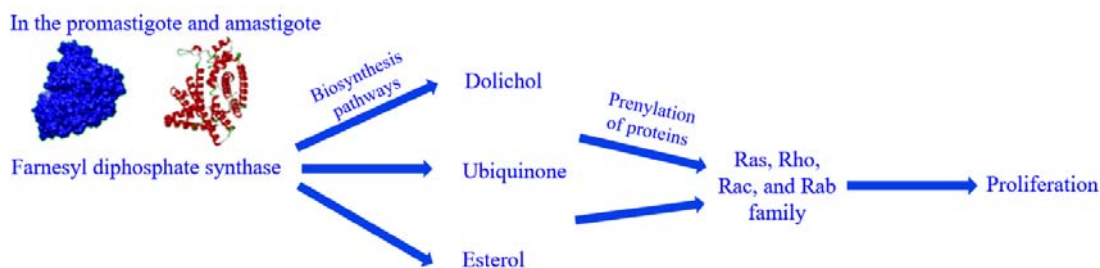 In the promastigote and amastigote
Farnesyl diphosphate synthase
Biosynthesis
pathways
Dolichol
Ubiquinone
Esterol
Prenylation
of proteins
Ras, Rho,
Rac, and Rab
family
Proliferation